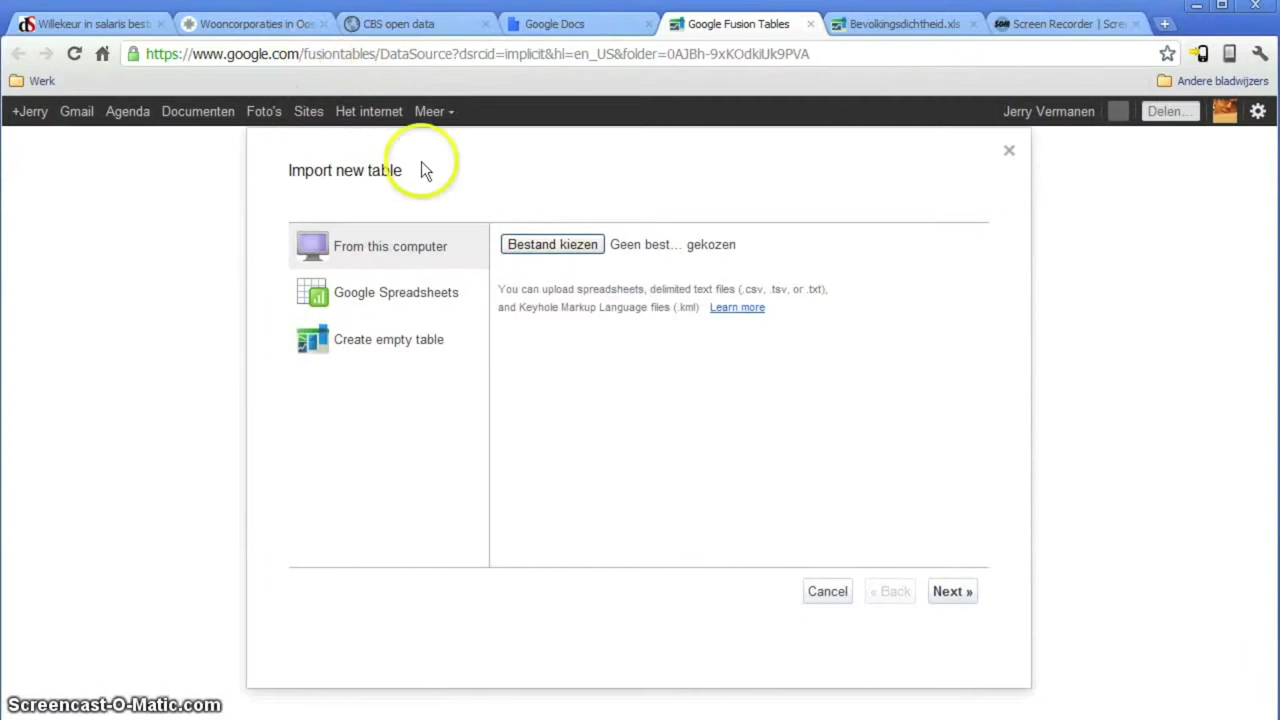 Willekeur in salaris best
Wooncorporaties in Oos
CBS open data
Google Docs
Google Fusion Tables
Bevolkingsdichtheid.xls
Screen Recorder | Scre
https://www.google.com/fusiontables/DataSource?dsrcid=implicit&hl=en_US&folder=0AJBh-9xKOdkiUk9PVA
Werk
Andere bladwijzers
+Jerry Gmail Agenda Documenten Foto's Sites Het internet Meer
Jerry Vermanen
Delen...
Import new table
From this computer
Google Spreadsheets
Create empty table
Bestand kiezen Geen best... gekozen
You can upload spreadsheets, delimited text files (.csv, .tsv, or .txt),
and Keyhole Markup Language files (.kml) Learn more
Cancel « Back Next »
Screencast-O-Matic.com